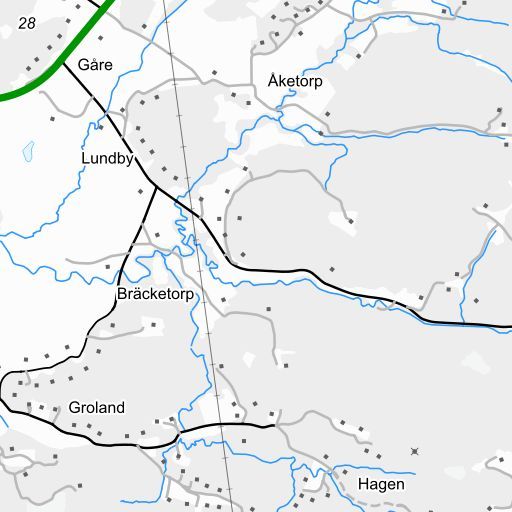 28
Gåre
Åketorp
Lundby
Bräcketorp
Groland
Hagen